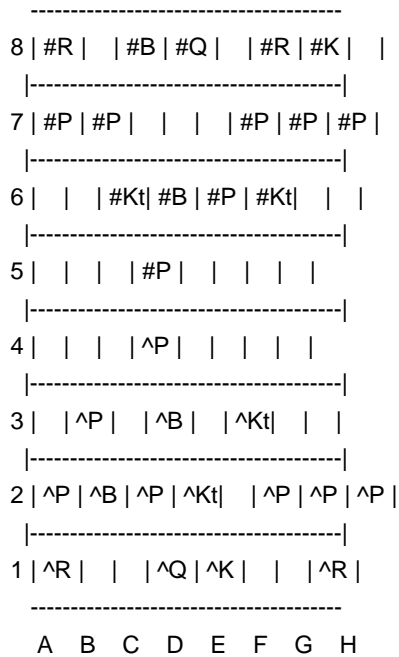 ---------------------------------------
8 | #R |   | #B | #Q |   | #R | #K |   |
|---------------------------------------|
7 | #P | #P |   |   |   | #P | #P | #P |
|---------------------------------------|
6 |   |   | #Kt| #B | #P | #Kt|   |   |
|---------------------------------------|
5 |   |   |   | #P |   |   |   |   |
|---------------------------------------|
4 |   |   |   | ^P |   |   |   |   |
|---------------------------------------|
3 |   | ^P |   | ^B |   | ^Kt|   |   |
|---------------------------------------|
2 | ^P | ^B | ^P | ^Kt|   | ^P | ^P | ^P |
|---------------------------------------|
1 | ^R |   |   | ^Q | ^K |   |   | ^R |
---------------------------------------
A B C D E F G H